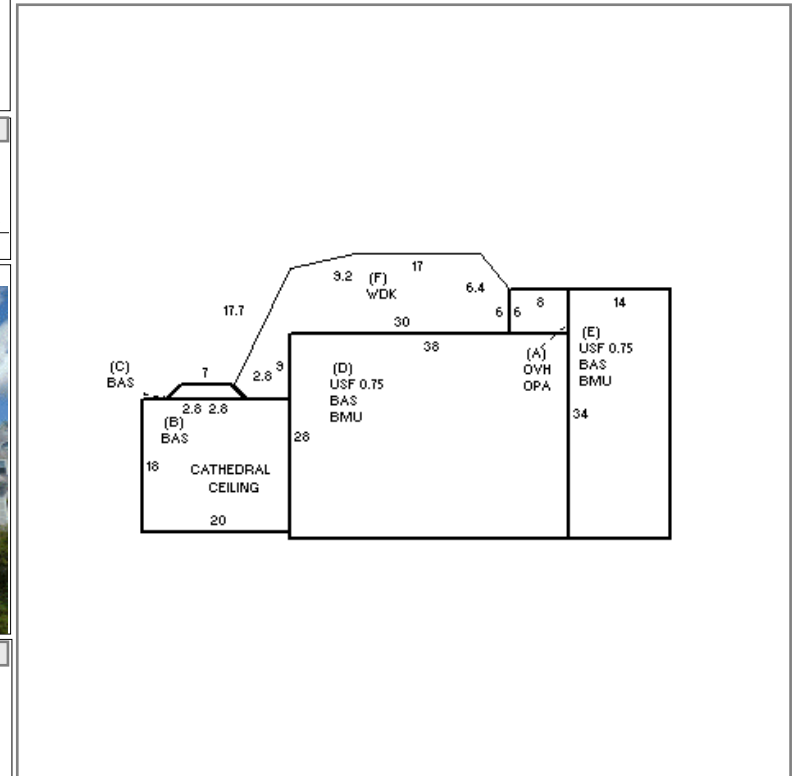 17
9.2
(F)
WDK
6.4
8
14
17.7
6
6
30
38
(E)
USF 0.75
BAS
BMU
(A)
OVH
OPA
(C)
BAS
7
2.8
9
(D)
USF 0.75
BAS
BMU
2.8 2.8
(B)
BAS
34
28
18
CATHEDRAL
CEILING
20